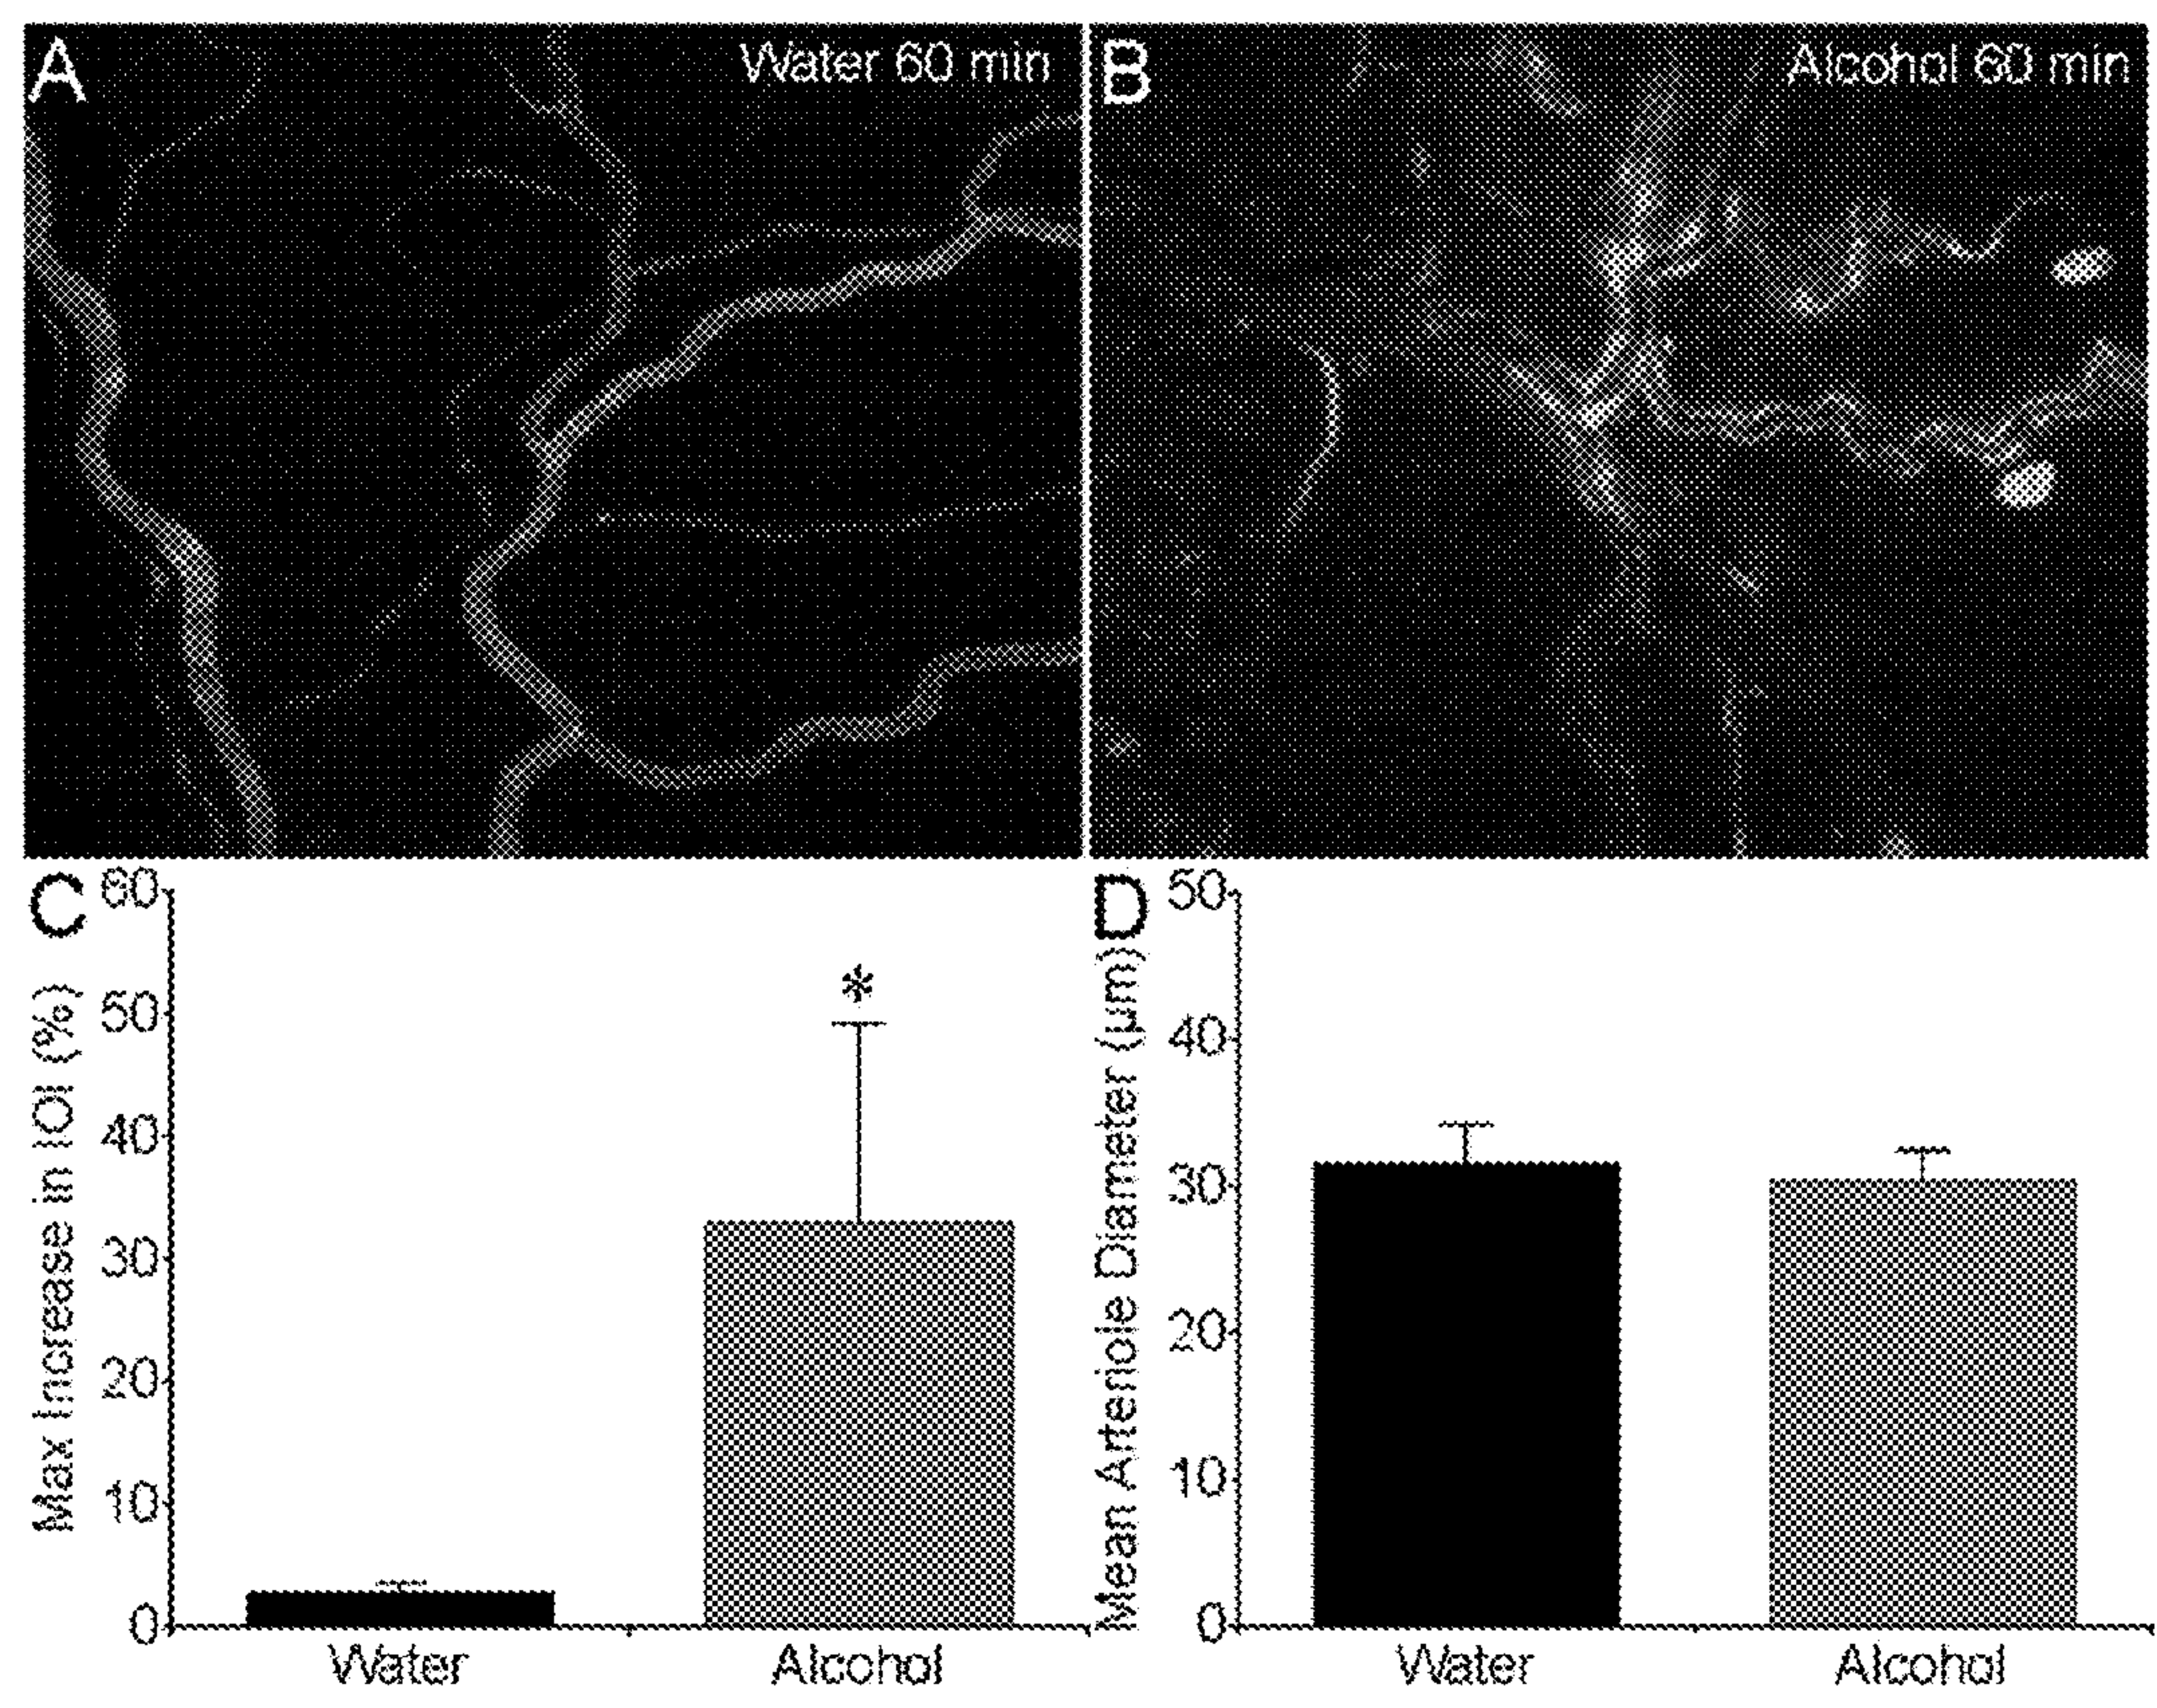 A
Water 60 min
B
Alcohol 60 min
C
Max Increase in IOI (%)
60
50
40
30
20
10
0
*
Water
Alcohol
D
Mean Arteriole Diameter (µm)
50
40
30
20
10
0
Water
Alcohol